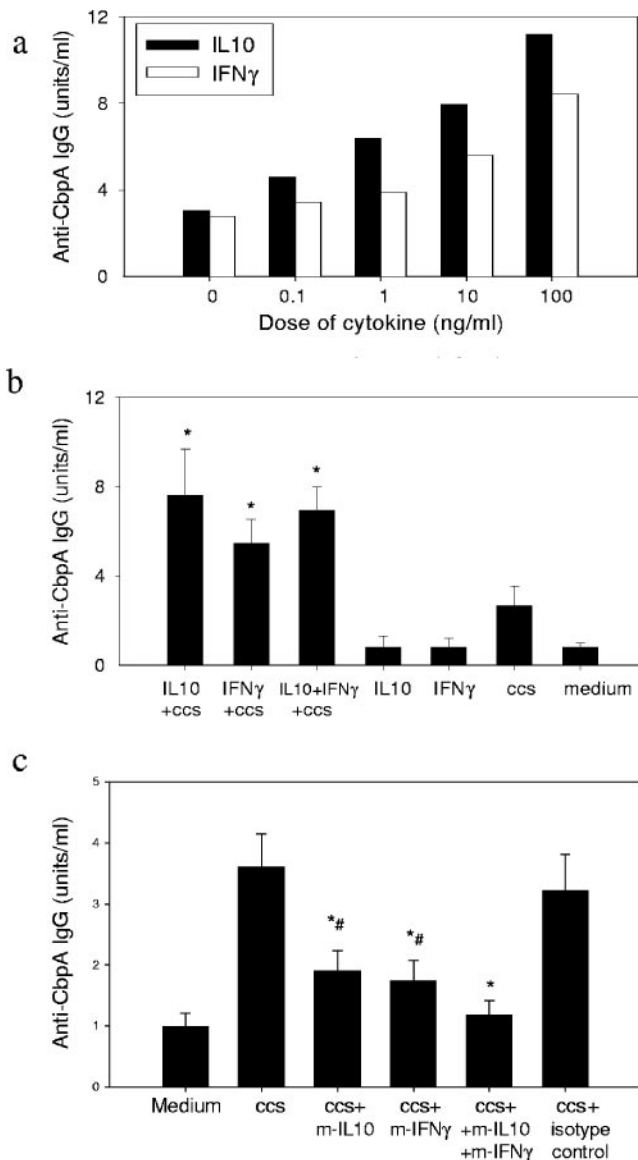 a
12
8
4
0
Anti-CbpA IgG (units/ml)
IL10
IFNγ
0 0.1 1 10 100
Dose of cytokine (ng/ml)
b
12
8
4
0
Anti-CbpA IgG (units/ml)
* * *
IL10 IFNγ IL10+IFNγ IL10 IFNγ ccs medium
+ccs +ccs +ccs
c
5
4
3
2
1
0
Anti-CbpA IgG (units/ml)
*# *# *
Medium ccs ccs+ ccs+ ccs+ ccs+
m-IL10 m-IFNγ +m-IL10 isotype
+m-IFNγ control